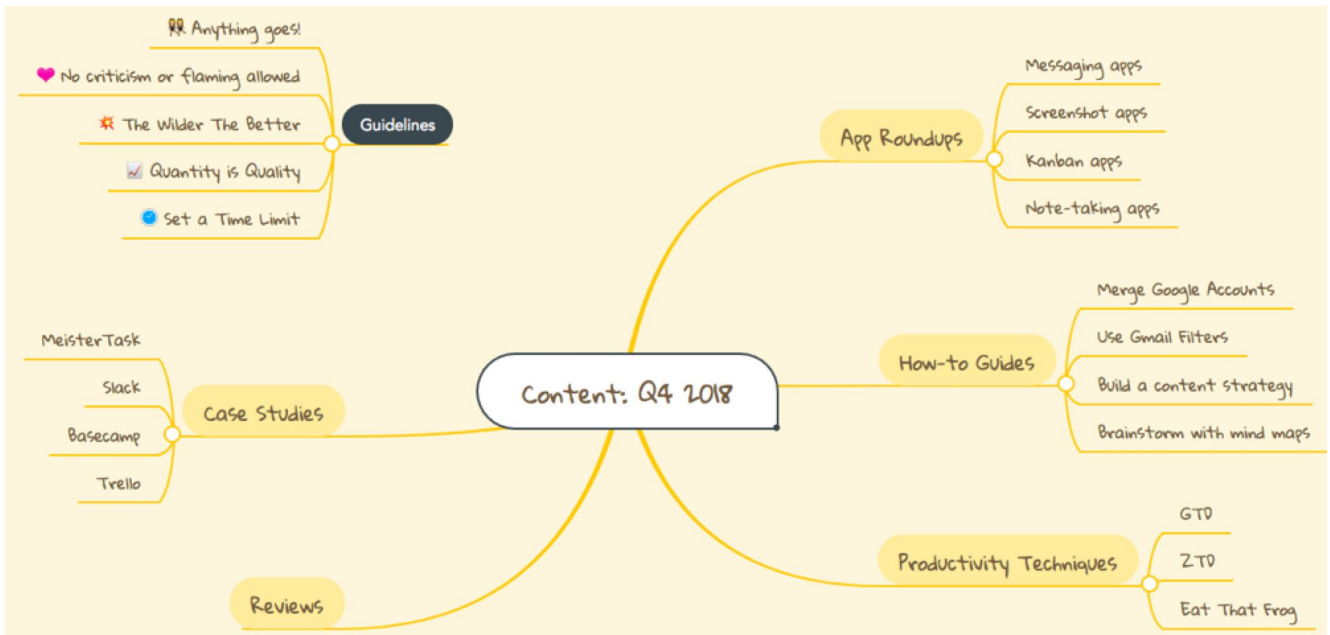 Anything goes!
No criticism or flaming allowed
The Wilder The Better
Quantity is Quality
Set a Time Limit
Guidelines
App Roundups
Messaging apps
Screenshot apps
Kanban apps
Note-taking apps
Content: Q4 2018
How-to Guides
Merge Google Accounts
Use Gmail Filters
Build a content strategy
Brainstorm with mind maps
MeisterTask
Slack
Basecamp
Trello
Case Studies
Productivity Techniques
GTD
ZTD
Eat That Frog
Reviews